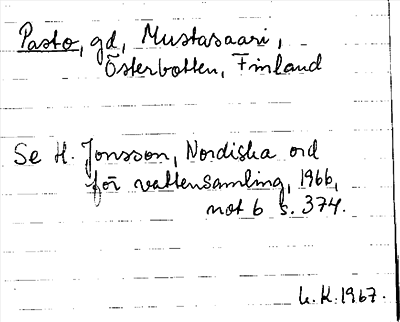 Pasto, gd, Mustasaari,
Österbotten, Finland
Se H. Jonsson, Nordiska ord
för vattensamling, 1966,
not 6 s. 374.
L.K.1967.